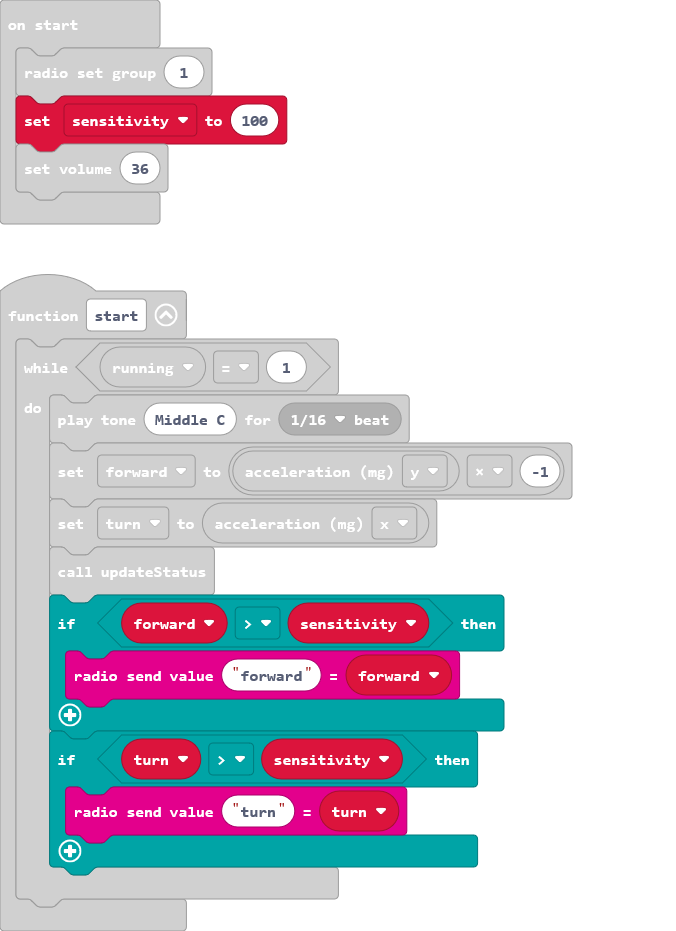 on start
radio set group 1
set sensitivity to 100
set volume 36
function start
while running = 1
do
play tone Middle C for 1/16 beat
set forward to acceleration (mg) y × -1
set turn to acceleration (mg) x
call updateStatus
if forward > sensitivity then
radio send value "forward" = forward
if turn > sensitivity then
radio send value "turn" = turn